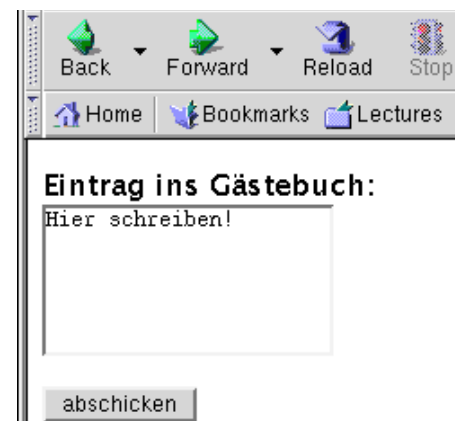 Back Forward Reload Stop
Home Bookmarks Lectures
Eintrag ins Gästebuch:
Hier schreiben!
abschicken